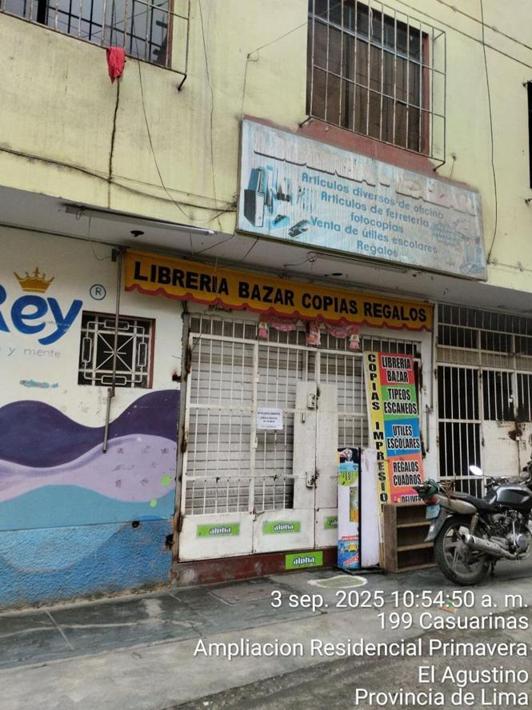 Artículos diversos de oficina
Artículos de ferretería
fotocopias
Venta de útiles escolares
Regalos
LIBRERIA BAZAR COPIAS REGALOS
Rey
®
y mente
COPIAS IMPRESIO
LIBRERIA
BAZAR
TIPEOS
ESCANEOS
UTILES
ESCOLARES
REGALOS
CUADROS
alpha
alpha
alpha
alpha
3 sep. 2025 10:54:50 a. m.
199 Casuarinas
Ampliacion Residencial Primavera
El Agustino
Provincia de Lima